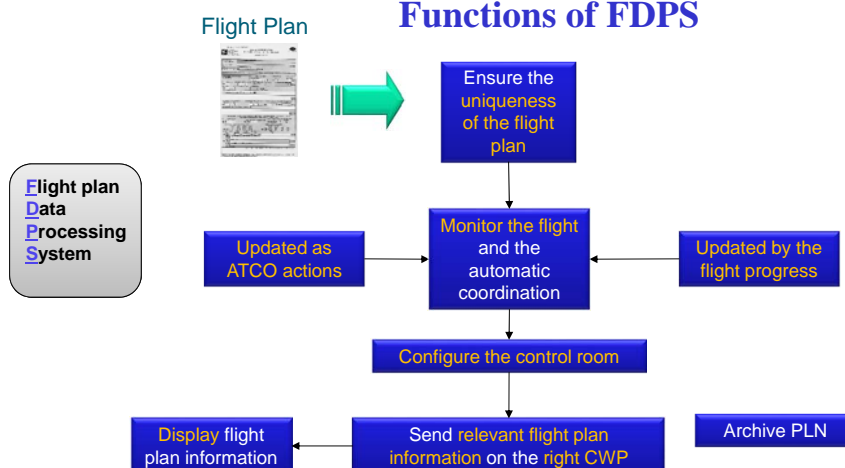 Functions of FDPS
Flight Plan
Ensure the
uniqueness
of the flight
plan
Flight plan
Data
Processing
System
Updated as
ATCO actions
Monitor the flight
and the
automatic
coordination
Updated by the
flight progress
Configure the control room
Display flight
plan information
Send relevant flight plan
information on the right CWP
Archive PLN